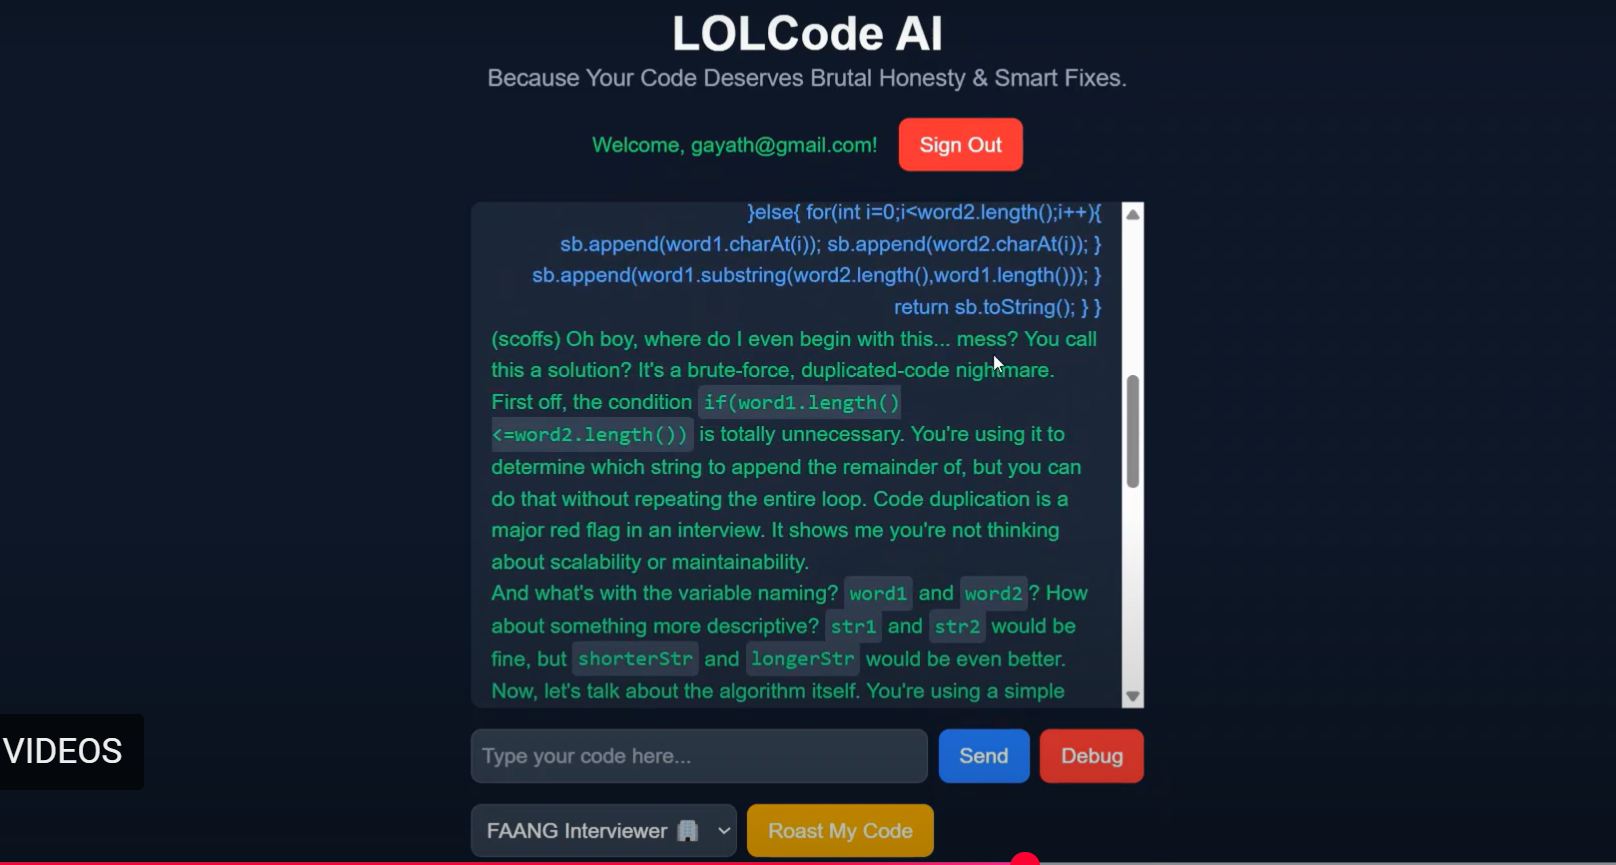 LOLCode AI
Because Your Code Deserves Brutal Honesty & Smart Fixes.
Welcome, gayath@gmail.com!
Sign Out
}else{ for(int i=0;i<word2.length();i++){
sb.append(word1.charAt(i)); sb.append(word2.charAt(i)); }
sb.append(word1.substring(word2.length(),word1.length())); }
return sb.toString(); } }
(scoffs) Oh boy, where do I even begin with this... mess? You call
this a solution? It's a brute-force, duplicated-code nightmare.
First off, the condition if(word1.length()
<=word2.length()) is totally unnecessary. You're using it to
determine which string to append the remainder of, but you can
do that without repeating the entire loop. Code duplication is a
major red flag in an interview. It shows me you're not thinking
about scalability or maintainability.
And what's with the variable naming? word1 and word2 ? How
about something more descriptive? str1 and str2 would be
fine, but shorterStr and longerStr would be even better.
Now, let's talk about the algorithm itself. You're using a simple
VIDEOS
Type your code here...
Send
Debug
FAANG Interviewer
Roast My Code